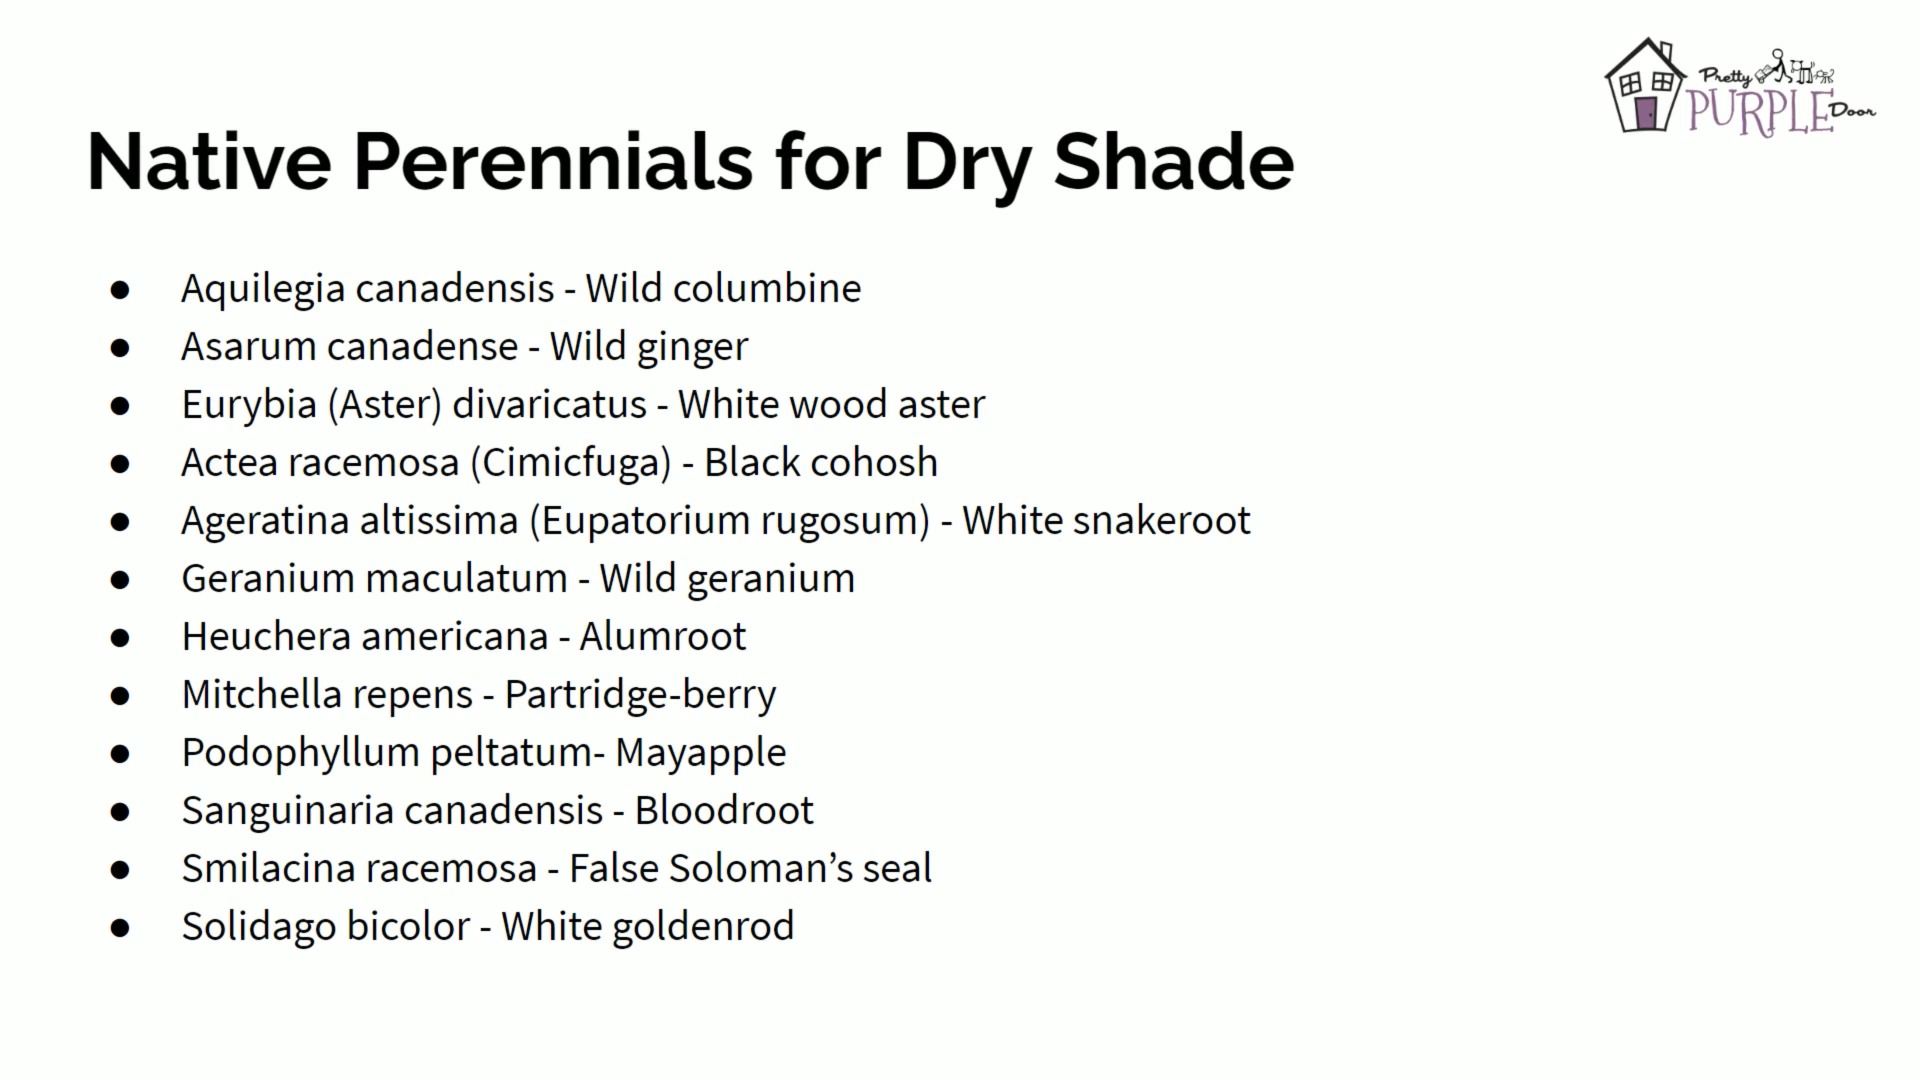 Pretty
PURPLE Door
Native Perennials for Dry Shade
● Aquilegia canadensis - Wild columbine
● Asarum canadense - Wild ginger
● Eurybia (Aster) divaricatus - White wood aster
● Actea racemosa (Cimicfuga) - Black cohosh
● Ageratina altissima (Eupatorium rugosum) - White snakeroot
● Geranium maculatum - Wild geranium
● Heuchera americana - Alumroot
● Mitchella repens - Partridge-berry
● Podophyllum peltatum- Mayapple
● Sanguinaria canadensis - Bloodroot
● Smilacina racemosa - False Soloman’s seal
● Solidago bicolor - White goldenrod